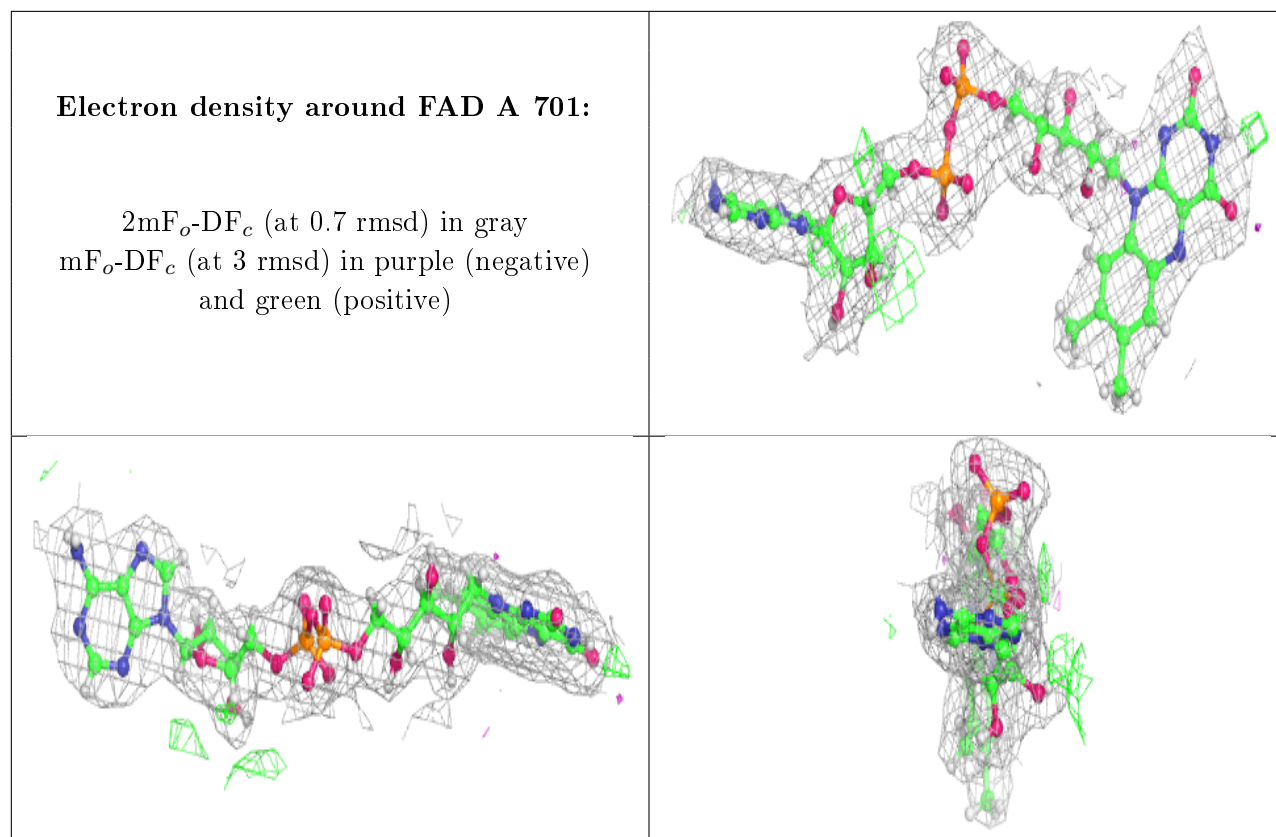 Electron density around FAD A 701:
2mFo-DFc (at 0.7 rmsd) in gray
mFo-DFc (at 3 rmsd) in purple (negative)
and green (positive)